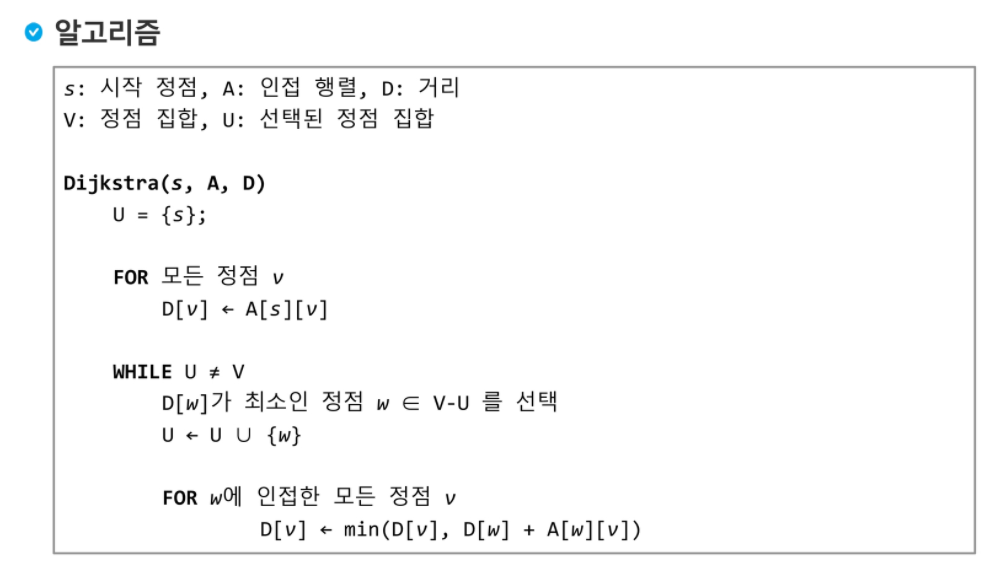 알고리즘
s: 시작 정점, A: 인접 행렬, D: 거리
V: 정점 집합, U: 선택된 정점 집합
Dijkstra(s, A, D)
U = {s};
FOR 모든 정점 v
D[v] ← A[s][v]
WHILE U ≠ V
D[w]가 최소인 정점 w ∈ V-U 를 선택
U ← U ∪ {w}
FOR w에 인접한 모든 정점 v
D[v] ← min(D[v], D[w] + A[w][v])